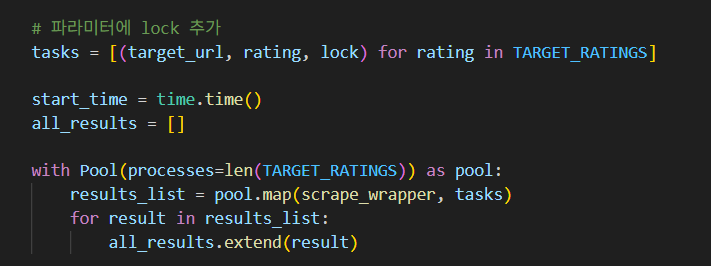 # 파라미터에 lock 추가
tasks = [(target_url, rating, lock) for rating in TARGET_RATINGS]
start_time = time.time()
all_results = []
with Pool(processes=len(TARGET_RATINGS)) as pool:
results_list = pool.map(scrape_wrapper, tasks)
for result in results_list:
all_results.extend(result)